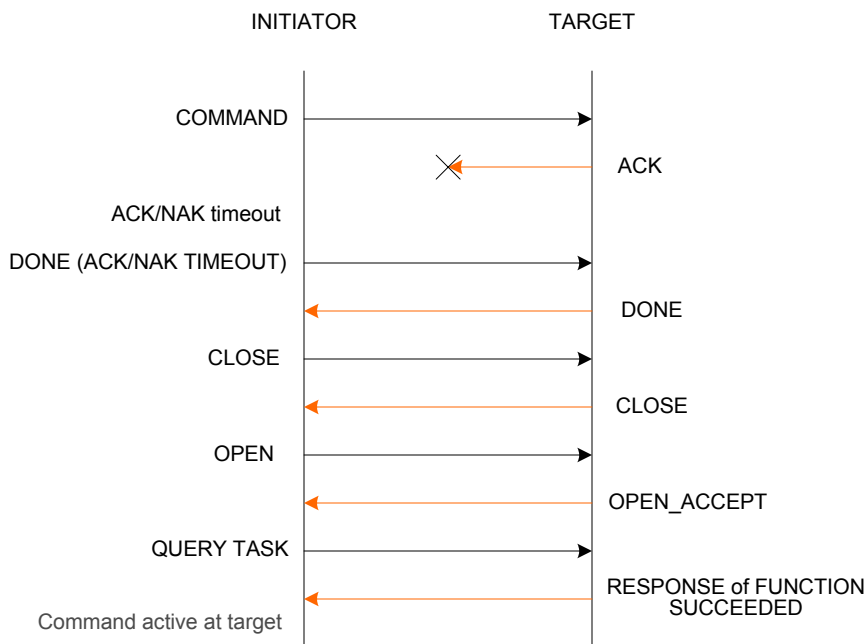 INITIATOR TARGET
COMMAND
ACK
ACK/NAK timeout
DONE (ACK/NAK TIMEOUT)
DONE
CLOSE
CLOSE
OPEN
OPEN_ACCEPT
QUERY TASK
RESPONSE of FUNCTION
SUCCEEDED
Command active at target